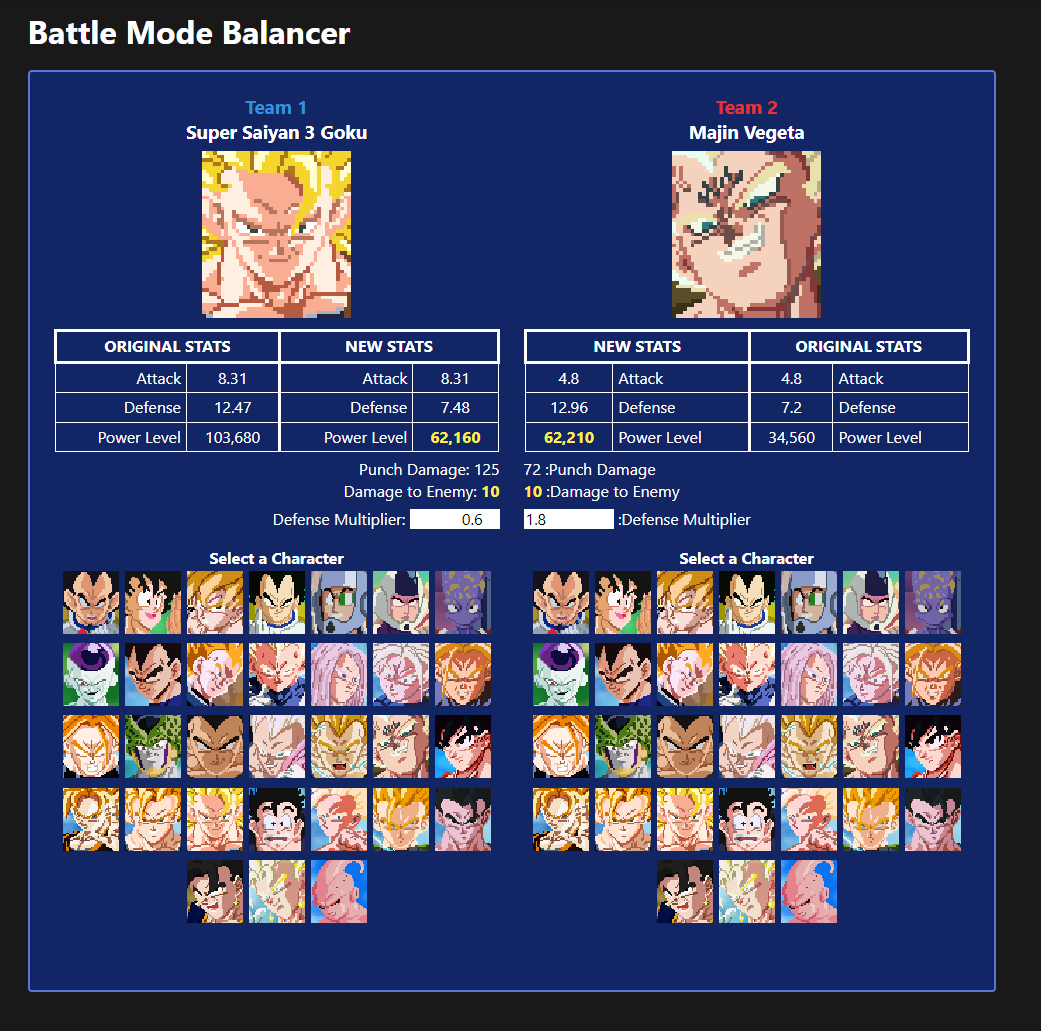 Battle Mode Balancer
Team 1
Super Saiyan 3 Goku
Team 2
Majin Vegeta
ORIGINAL STATS NEW STATS
Attack 8.31 Attack 8.31
Defense 12.47 Defense 7.48
Power Level 103,680 Power Level 62,160
NEW STATS ORIGINAL STATS
4.8 Attack 4.8 Attack
12.96 Defense 7.2 Defense
62,210 Power Level 34,560 Power Level
Punch Damage: 125
Damage to Enemy: 10
Defense Multiplier: 0.6
72 :Punch Damage
10 :Damage to Enemy
1.8 :Defense Multiplier
Select a Character
Select a Character